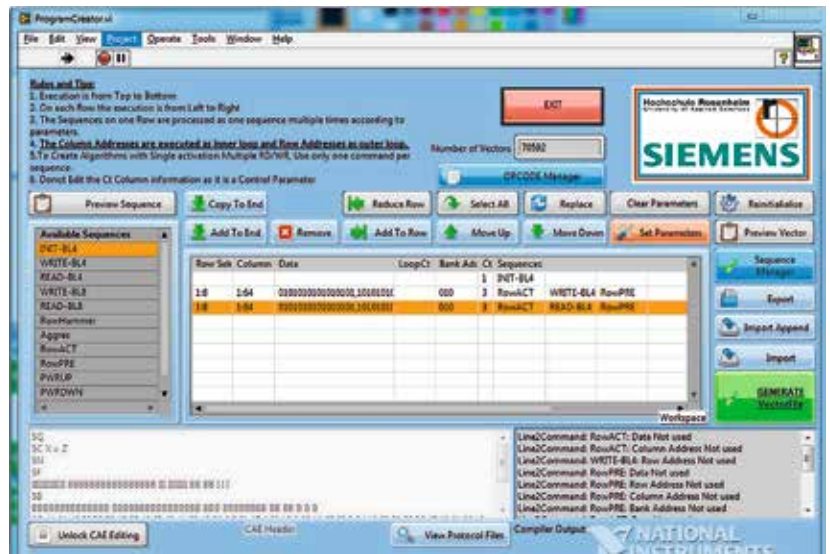 ProgramCreator.vi
File Edit View Project Operate Tools Window Help
Rules and Tips:
1. Execution is from Top to Bottom
2. On each Row the execution is from Left to Right
3. The Sequences on one Row are processed as one sequence multiple times according to
parameters.
4. The Column Addresses are executed as Inner loop and Row Addresses as outer loop.
5.To Create Algorithms with Single activation Multiple RD/WR, Use only one command per
sequence.
6. Donot Edit the Ct Column information as it is a Control Parameter
EXIT
Number of Vectors 70592
OPCODE Manager
Hochschule Rosenheim
University of Applied Sciences
SIEMENS
Preview Sequence Copy To End Reduce Row Select All Replace Clear Parameters Reinitialize
Add To End Remove Add To Row Move Up Move Down Set Parameters Preview Vector
Available Sequences
INIT-BL4
WRITE-BL4
READ-BL4
WRITE-BL8
READ-BL8
RowHammer
Aggres
RowACT
RowPRE
PWRUP
PWRDWN
Row Seh Column Data LoopCt Bank Adr Ct Sequences
1 INIT-BL4
1:8 1:64 0101010101010101,1010101( 000 3 RowACT WRITE-BL4 RowPRE
1:8 1:64 000 3 RowACT READ-BL4 RowPRE
Workspace
Sequence
Manager
Export
Import Append
Import
GENERATE
VectorFile
SQ
SC X u Z
Line2Command: RowACT: Data Not used
Line2Command: RowACT: Column Address Not used
Line2Command: WRITE-BL4: Row Address Not used
Line2Command: RowPRE: Data Not used
Line2Command: RowPRE: Row Address Not used
Line2Command: RowPRE: Column Address Not used
Line2Command: RowPRE: Bank Address Not used
Unlock CAE Editing CAE Header View Protocol Files Compiler Output
NATIONAL
INSTRUMENTS